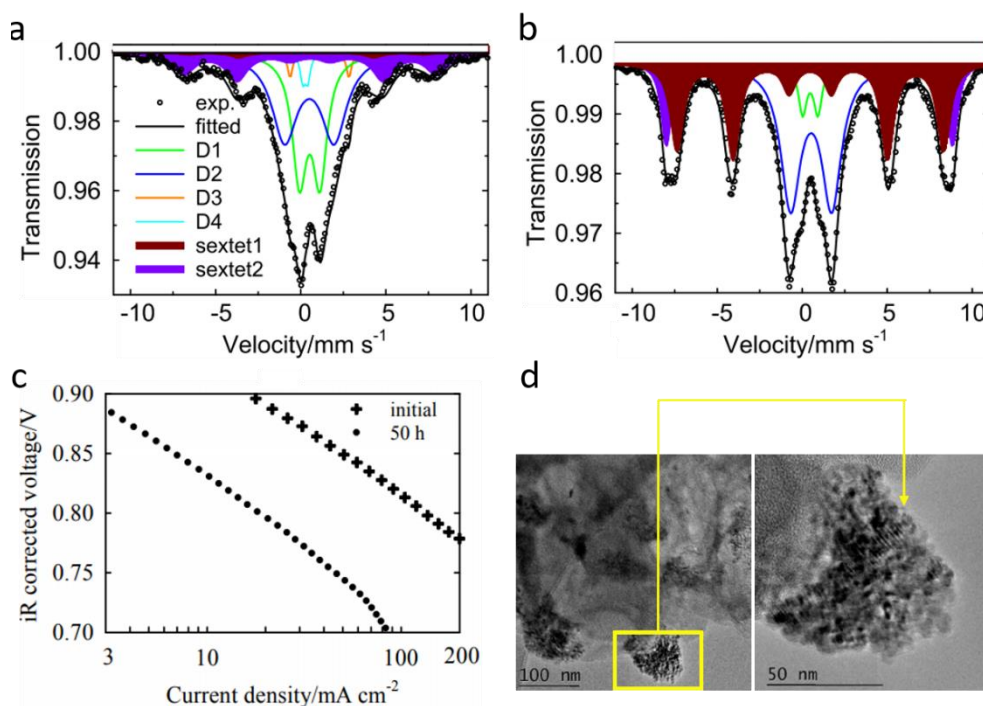 a
1.00
0.98
0.96
0.94
Transmission
exp.
fitted
D1
D2
D3
D4
sextet1
sextet2
-10 -5 0 5 10
Velocity/mm s⁻¹
b
1.00
0.99
0.98
0.97
0.96
Transmission
-10 -5 0 5 10
Velocity/mm s⁻¹
c
0.90
0.85
0.80
0.75
0.70
iR corrected voltage/V
initial
50 h
3 10 100 200
Current density/mA cm⁻²
d
100 nm
50 nm